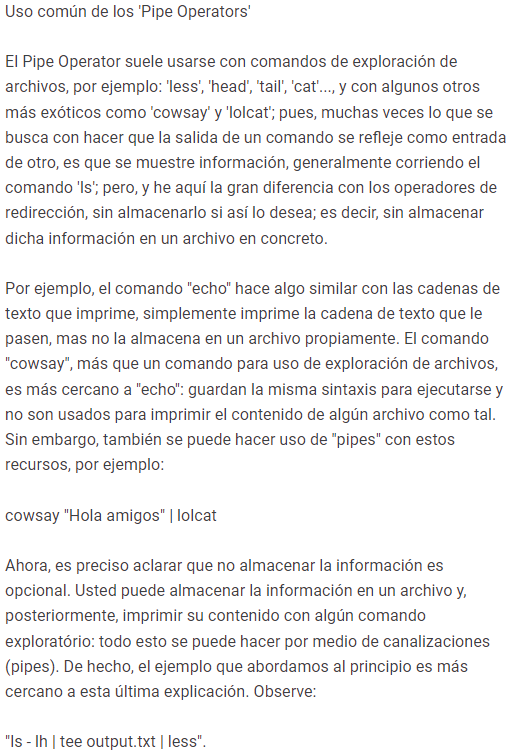 Uso común de los 'Pipe Operators'
El Pipe Operator suele usarse con comandos de exploración de
archivos, por ejemplo: 'less', 'head', 'tail', 'cat'..., y con algunos otros
más exóticos como 'cowsay' y 'lolcat'; pues, muchas veces lo que se
busca con hacer que la salida de un comando se refleje como entrada
de otro, es que se muestre información, generalmente corriendo el
comando 'ls'; pero, y he aquí la gran diferencia con los operadores de
redirección, sin almacenarlo si así lo desea; es decir, sin almacenar
dicha información en un archivo en concreto.
Por ejemplo, el comando "echo" hace algo similar con las cadenas de
texto que imprime, simplemente imprime la cadena de texto que le
pasen, mas no la almacena en un archivo propiamente. El comando
"cowsay", más que un comando para uso de exploración de archivos,
es más cercano a "echo": guardan la misma sintaxis para ejecutarse y
no son usados para imprimir el contenido de algún archivo como tal.
Sin embargo, también se puede hacer uso de "pipes" con estos
recursos, por ejemplo:
cowsay "Hola amigos" | lolcat
Ahora, es preciso aclarar que no almacenar la información es
opcional. Usted puede almacenar la información en un archivo y,
posteriormente, imprimir su contenido con algún comando
exploratório: todo esto se puede hacer por medio de canalizaciones
(pipes). De hecho, el ejemplo que abordamos al principio es más
cercano a esta última explicación. Observe:
"ls - lh | tee output.txt | less".